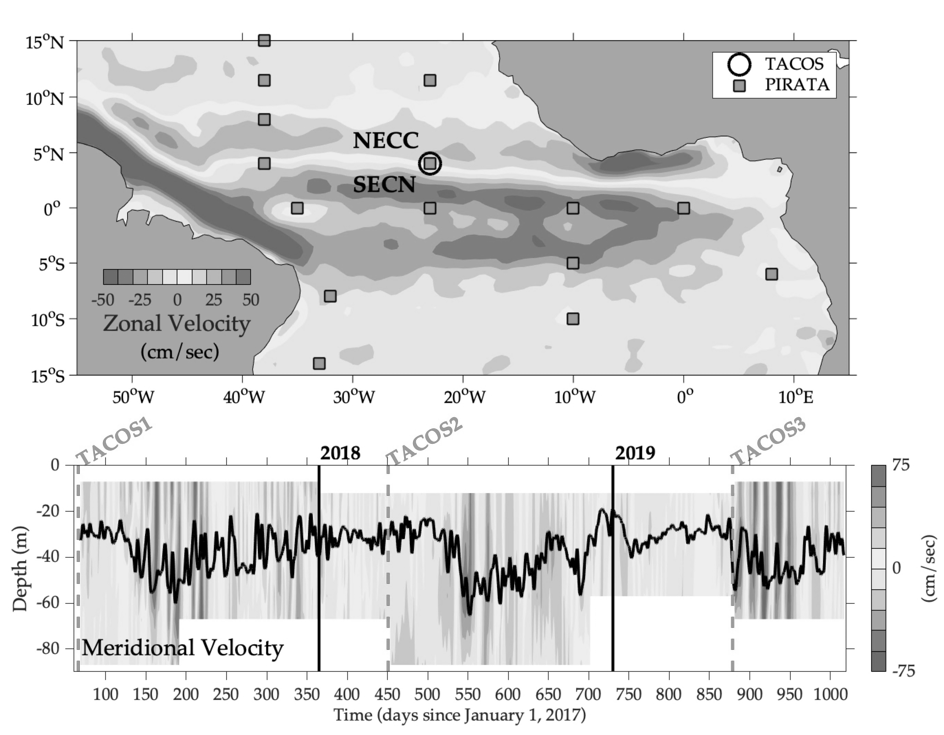 15°N
10°N
5°N
0°
5°S
10°S
15°S
TACOS
PIRATA
NECC
SECN
-50 -25 0 25 50
Zonal Velocity
(cm/sec)
50°W 40°W 30°W 20°W 10°W 0° 10°E
TACOS1 2018 TACOS2 2019 TACOS3
0
-20
-40
-60
-80
Depth (m)
Meridional Velocity
75
0
-75
(cm/sec)
100 150 200 250 300 350 400 450 500 550 600 650 700 750 800 850 900 950 1000
Time (days since January 1, 2017)